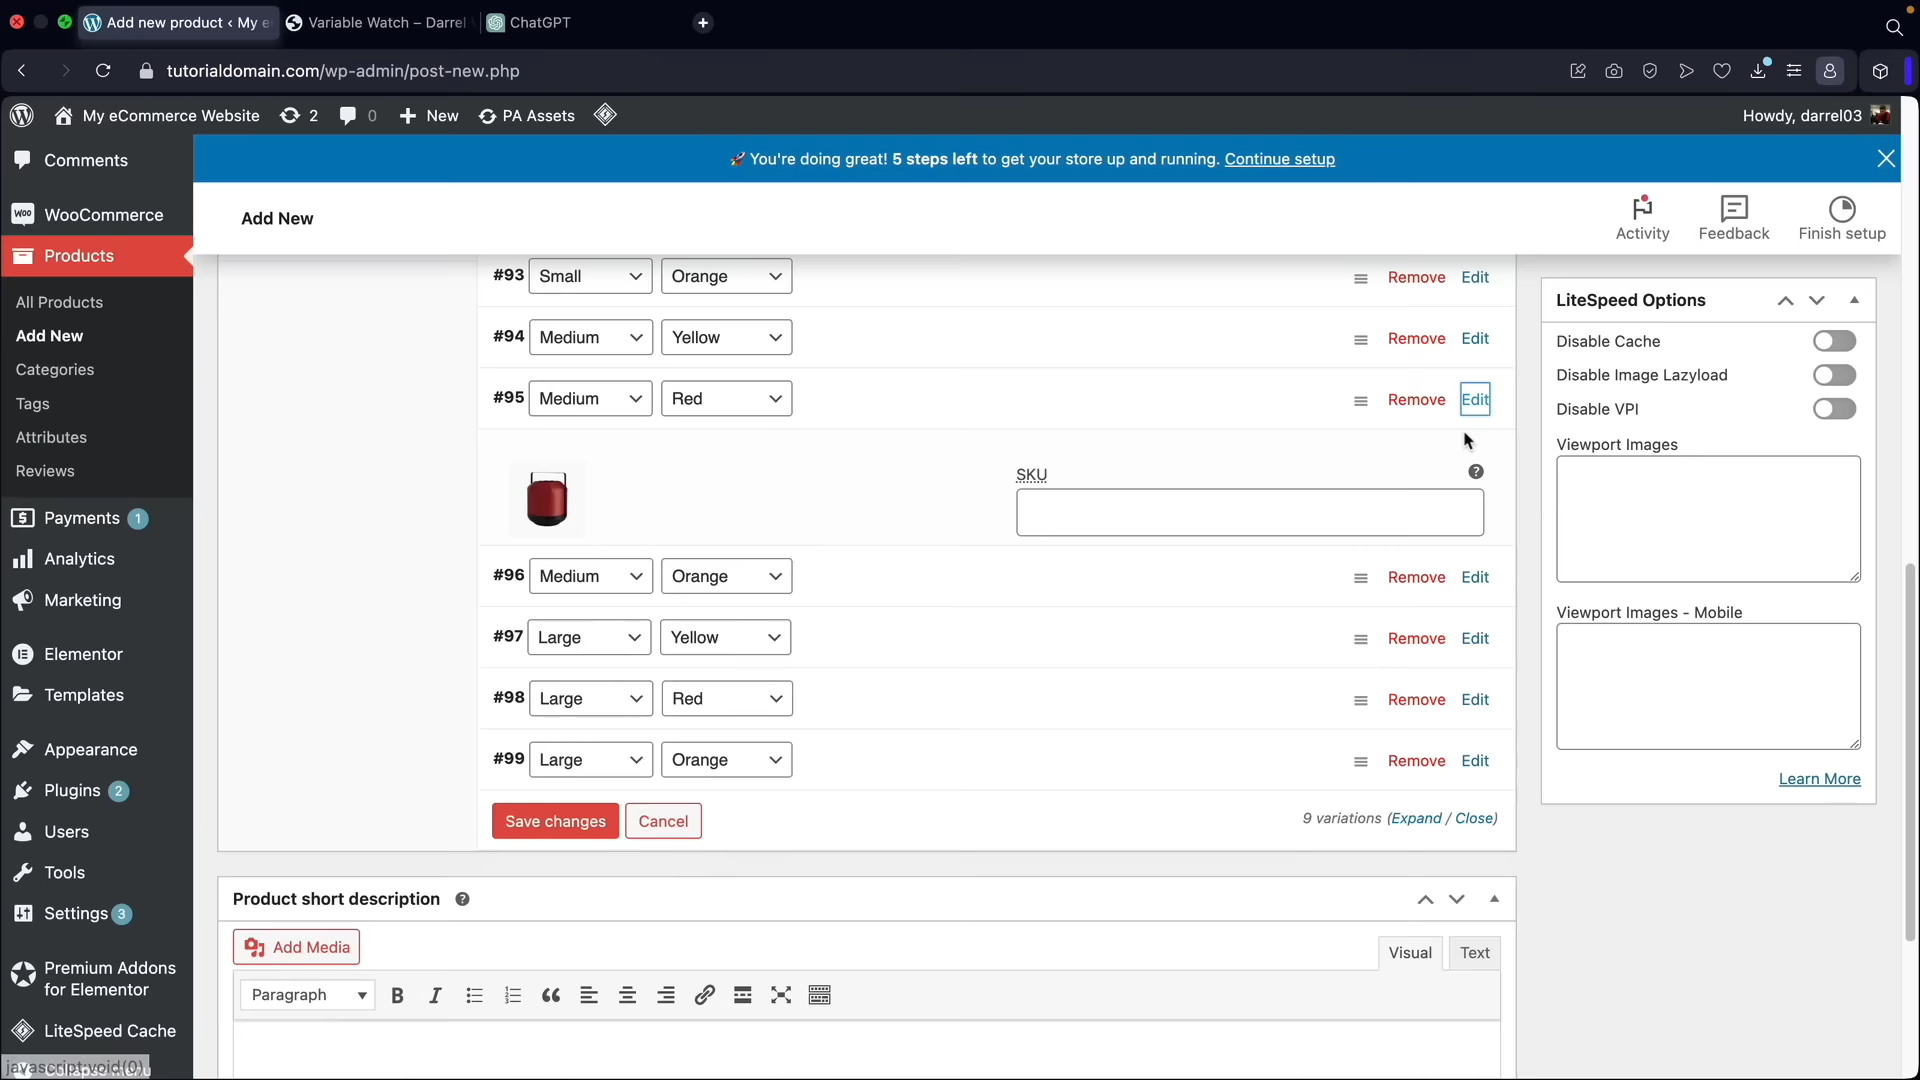 Add new product ‹ My e
Variable Watch – Darrel
ChatGPT
tutorialdomain.com/wp-admin/post-new.php
My eCommerce Website
2
0
New
PA Assets
Howdy, darrel03
Comments
WooCommerce
Products
All Products
Add New
Categories
Tags
Attributes
Reviews
Payments 1
Analytics
Marketing
Elementor
Templates
Appearance
Plugins 2
Users
Tools
Settings 3
Premium Addons
for Elementor
LiteSpeed Cache
Collapse menu
javascript:void(0)
🚀 You're doing great! 5 steps left to get your store up and running. Continue setup
Add New
Activity
Feedback
Finish setup
#93 Small Orange Remove Edit
#94 Medium Yellow Remove Edit
#95 Medium Red Remove Edit
SKU
#96 Medium Orange Remove Edit
#97 Large Yellow Remove Edit
#98 Large Red Remove Edit
#99 Large Orange Remove Edit
Save changes
Cancel
9 variations (Expand / Close)
Product short description
Add Media
Visual
Text
Paragraph
LiteSpeed Options
Disable Cache
Disable Image Lazyload
Disable VPI
Viewport Images
Viewport Images - Mobile
Learn More